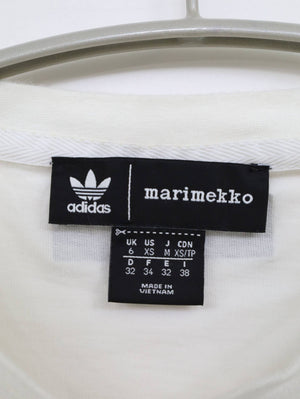 adidas
marimekko
UK US J CDN
6 XS M XS/TP
D F E I
32 34 32 38
MADE IN
VIETNAM